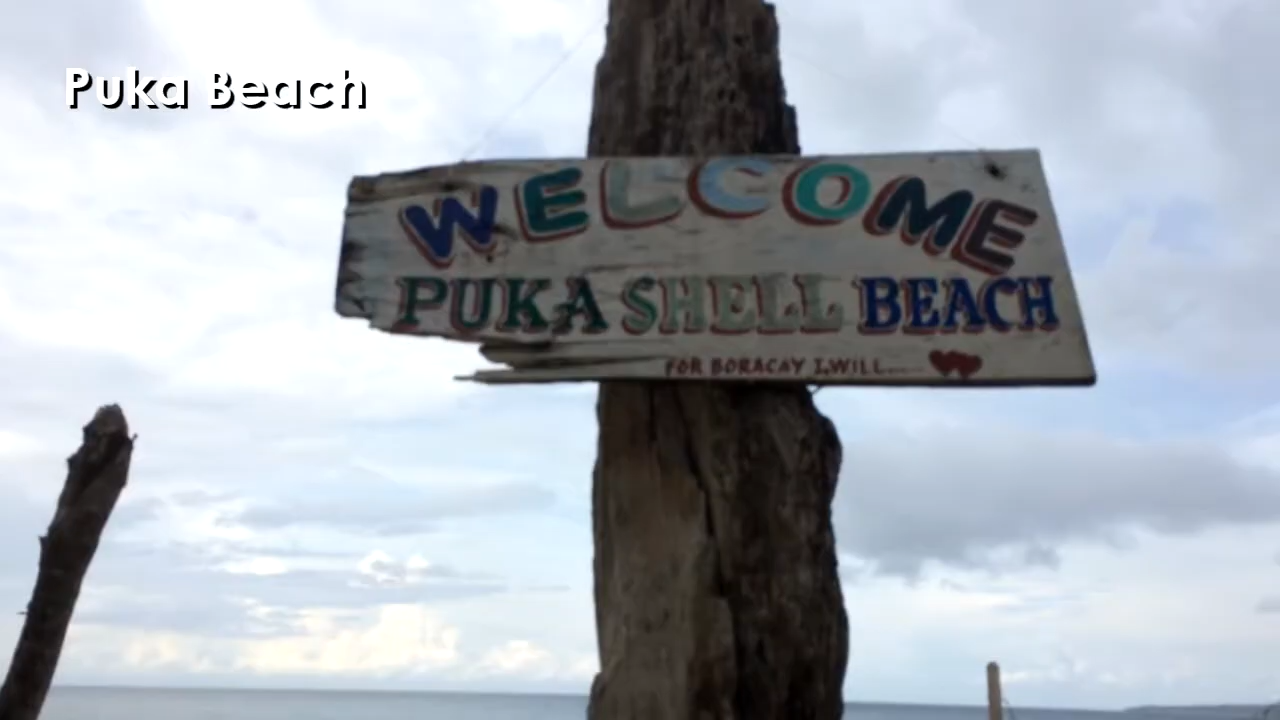 Puka Beach
WELCOME
PUKA SHELL BEACH
FOR BORACAY I WILL......